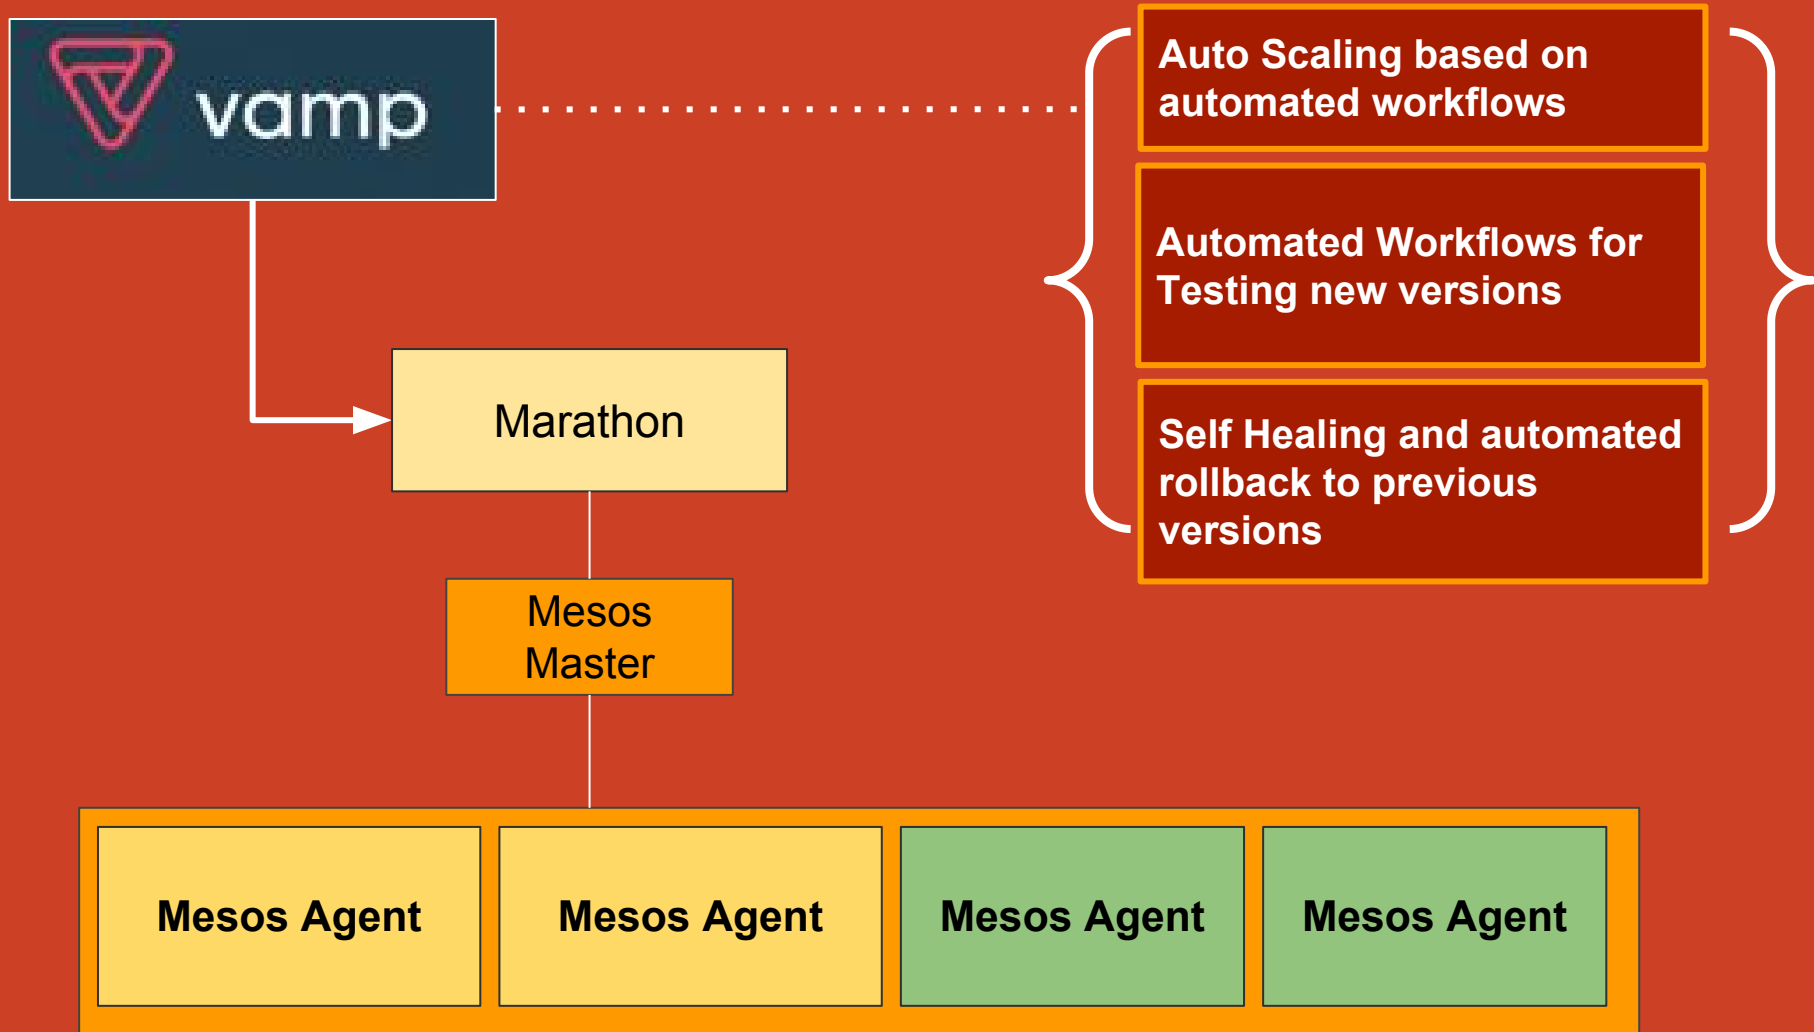 vamp
Auto Scaling based on
automated workflows
Automated Workflows for
Testing new versions
Self Healing and automated
rollback to previous
versions
Marathon
Mesos
Master
Mesos Agent
Mesos Agent
Mesos Agent
Mesos Agent